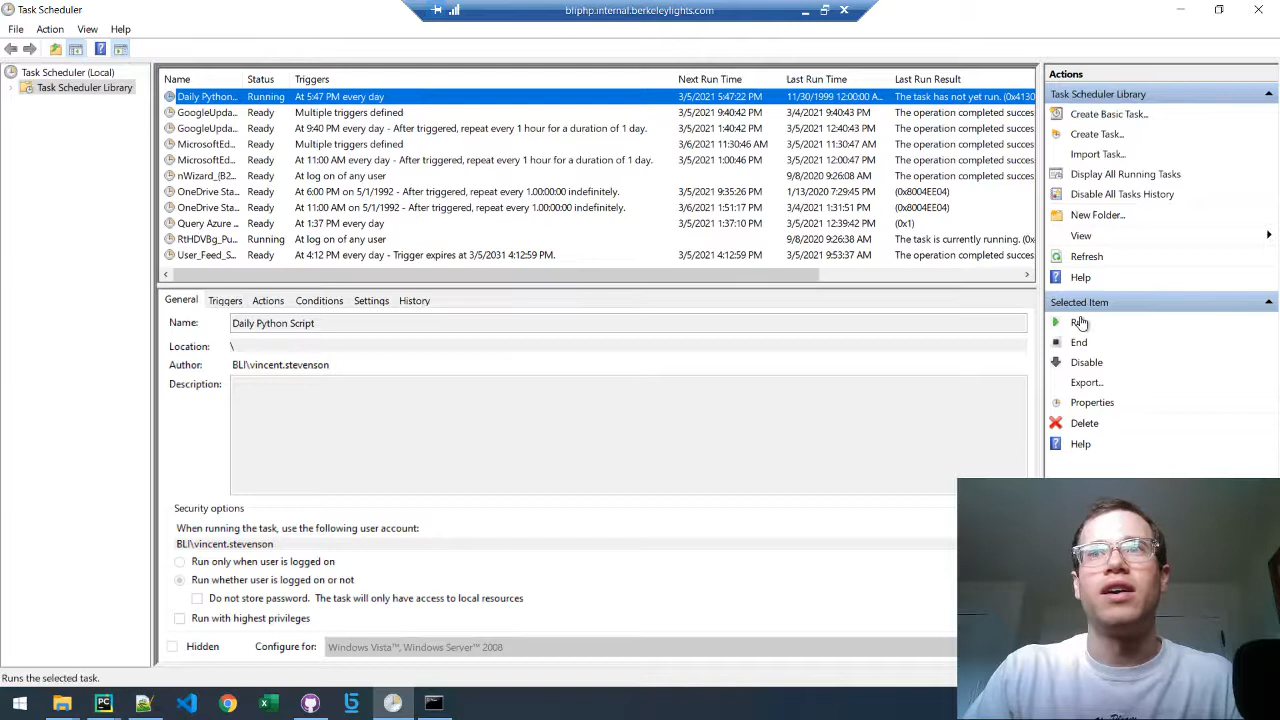 Task Scheduler
bliphp.internal.berkeleylights.com
File Action View Help
Task Scheduler (Local)
Task Scheduler Library
Name Status Triggers Next Run Time Last Run Time Last Run Result
Daily Python... Running At 5:47 PM every day 3/5/2021 5:47:22 PM 11/30/1999 12:00:00 A... The task has not yet run. (0x4130
GoogleUpda... Ready Multiple triggers defined 3/5/2021 9:40:42 PM 3/4/2021 9:40:43 PM The operation completed succes
GoogleUpda... Ready At 9:40 PM every day - After triggered, repeat every 1 hour for a duration of 1 day. 3/5/2021 1:40:42 PM 3/5/2021 12:40:43 PM The operation completed succes
MicrosoftEd... Ready Multiple triggers defined 3/6/2021 11:30:46 AM 3/5/2021 11:30:47 AM The operation completed succes
MicrosoftEd... Ready At 11:00 AM every day - After triggered, repeat every 1 hour for a duration of 1 day. 3/5/2021 1:00:46 PM 3/5/2021 12:00:47 PM The operation completed succes
nWizard_{B2... Ready At log on of any user 9/8/2020 9:26:08 AM The operation completed succes
OneDrive Sta... Ready At 6:00 PM on 5/1/1992 - After triggered, repeat every 1.00:00:00 indefinitely. 3/5/2021 9:35:26 PM 1/13/2020 7:29:45 PM (0x8004EE04)
OneDrive Sta... Ready At 11:00 AM on 5/1/1992 - After triggered, repeat every 1.00:00:00 indefinitely. 3/6/2021 1:51:17 PM 3/4/2021 1:31:51 PM (0x8004EE04)
Query Azure ... Ready At 1:37 PM every day 3/5/2021 1:37:10 PM 3/5/2021 12:39:42 PM (0x1)
RtHDVBg_Pu... Running At log on of any user 9/8/2020 9:26:38 AM The task is currently running. (0x
User_Feed_S... Ready At 4:12 PM every day - Trigger expires at 3/5/2031 4:12:59 PM. 3/5/2021 4:12:59 PM 3/5/2021 9:53:37 AM The operation completed succes
General Triggers Actions Conditions Settings History
Name: Daily Python Script
Location: \
Author: BLI\vincent.stevenson
Description:
Security options
When running the task, use the following user account:
BLI\vincent.stevenson
Run only when user is logged on
Run whether user is logged on or not
Do not store password. The task will only have access to local resources
Run with highest privileges
Hidden Configure for: Windows Vista™, Windows Server™ 2008
Runs the selected task.
Actions
Task Scheduler Library
Create Basic Task...
Create Task...
Import Task...
Display All Running Tasks
Disable All Tasks History
New Folder...
View
Refresh
Help
Selected Item
End
Disable
Export...
Properties
Delete
Help